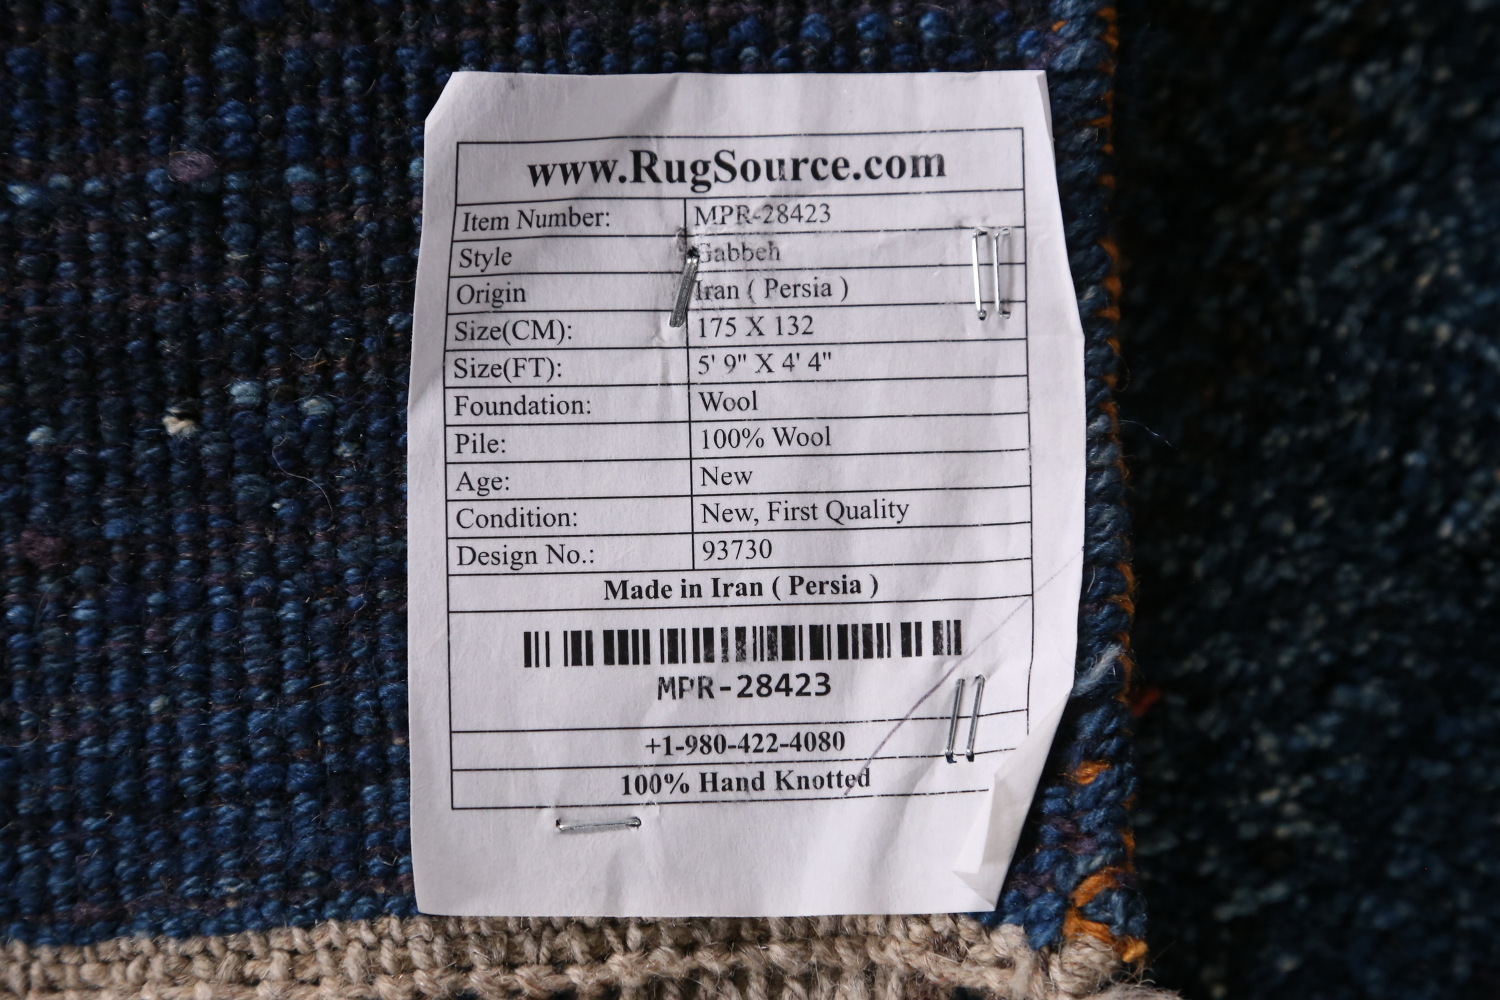 www.RugSource.com
Item Number: MPR-28423
Style Gabbeh
Origin Iran ( Persia )
Size(CM): 175 X 132
Size(FT): 5' 9" X 4' 4"
Foundation: Wool
Pile: 100% Wool
Age: New
Condition: New, First Quality
Design No.: 93730
Made in Iran ( Persia )
MPR-28423
+1-980-422-4080
100% Hand Knotted